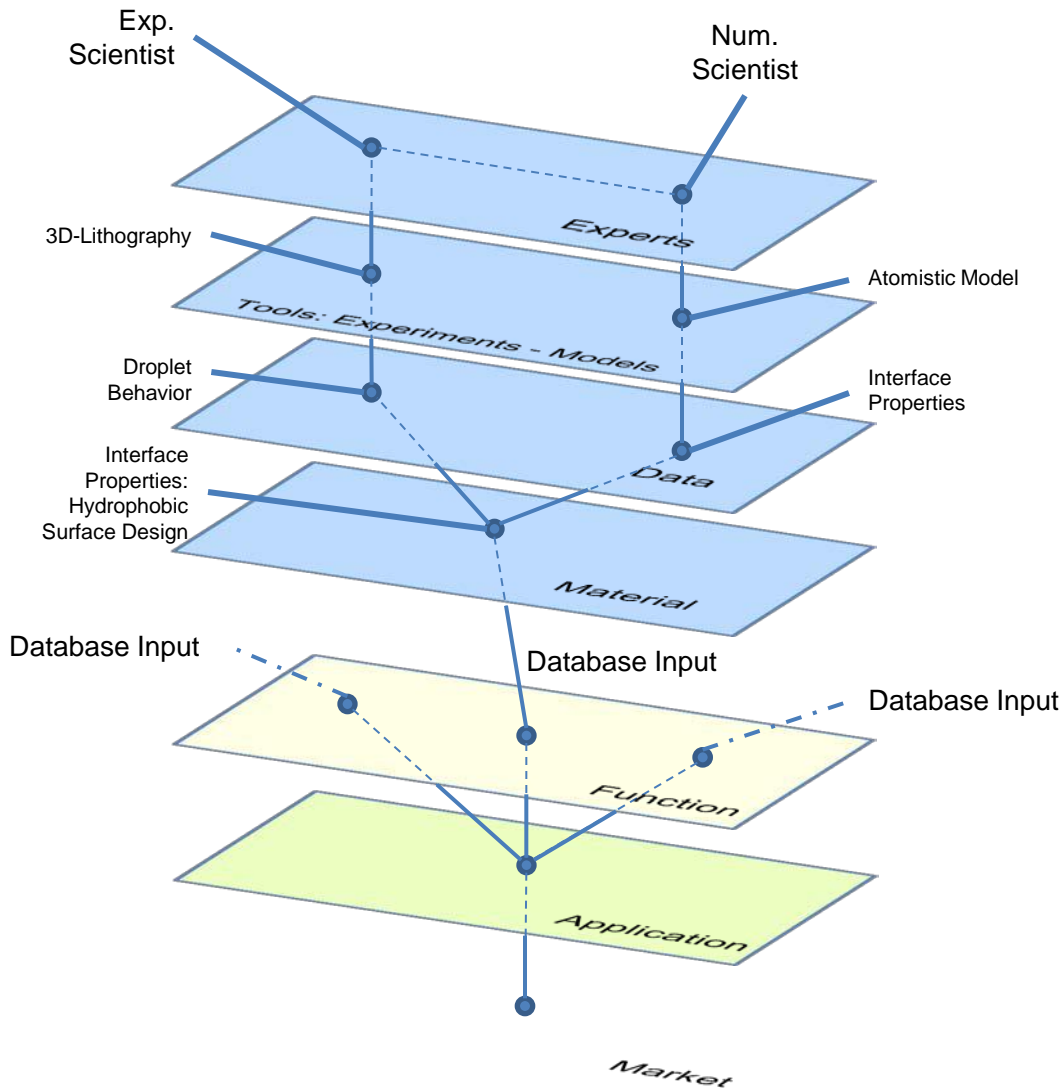 Exp.
Scientist
Num.
Scientist
Experts
3D-Lithography
Atomistic Model
Tools: Experiments - Models
Droplet
Behavior
Interface
Properties
Data
Interface
Properties:
Hydrophobic
Surface Design
Material
Database Input
Database Input
Database Input
Function
Application
Market